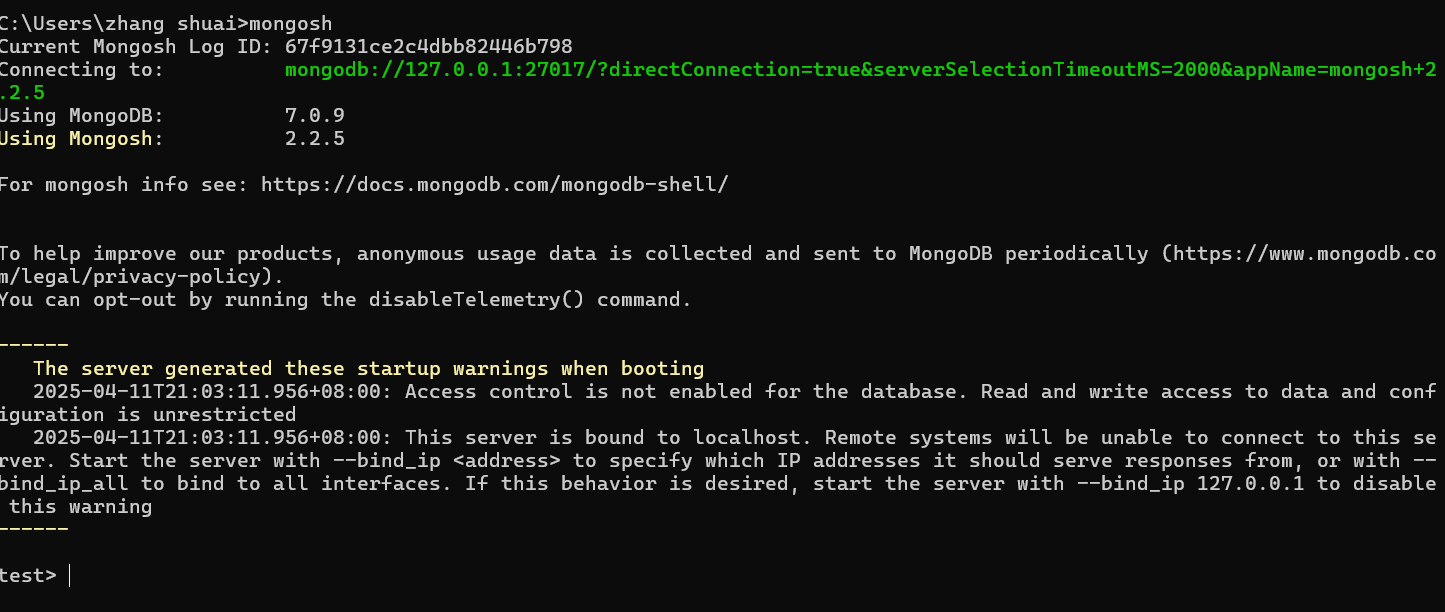 C:\Users\zhang shuai>mongosh
Current Mongosh Log ID: 67f9131ce2c4dbb82446b798
Connecting to:          mongodb://127.0.0.1:27017/?directConnection=true&serverSelectionTimeoutMS=2000&appName=mongosh+2
.2.5
Using MongoDB:          7.0.9
Using Mongosh:          2.2.5
For mongosh info see: https://docs.mongodb.com/mongodb-shell/
To help improve our products, anonymous usage data is collected and sent to MongoDB periodically (https://www.mongodb.co
m/legal/privacy-policy).
You can opt-out by running the disableTelemetry() command.
------
   The server generated these startup warnings when booting
   2025-04-11T21:03:11.956+08:00: Access control is not enabled for the database. Read and write access to data and conf
iguration is unrestricted
   2025-04-11T21:03:11.956+08:00: This server is bound to localhost. Remote systems will be unable to connect to this se
rver. Start the server with --bind_ip <address> to specify which IP addresses it should serve responses from, or with --
bind_ip_all to bind to all interfaces. If this behavior is desired, start the server with --bind_ip 127.0.0.1 to disable
 this warning
------
test>